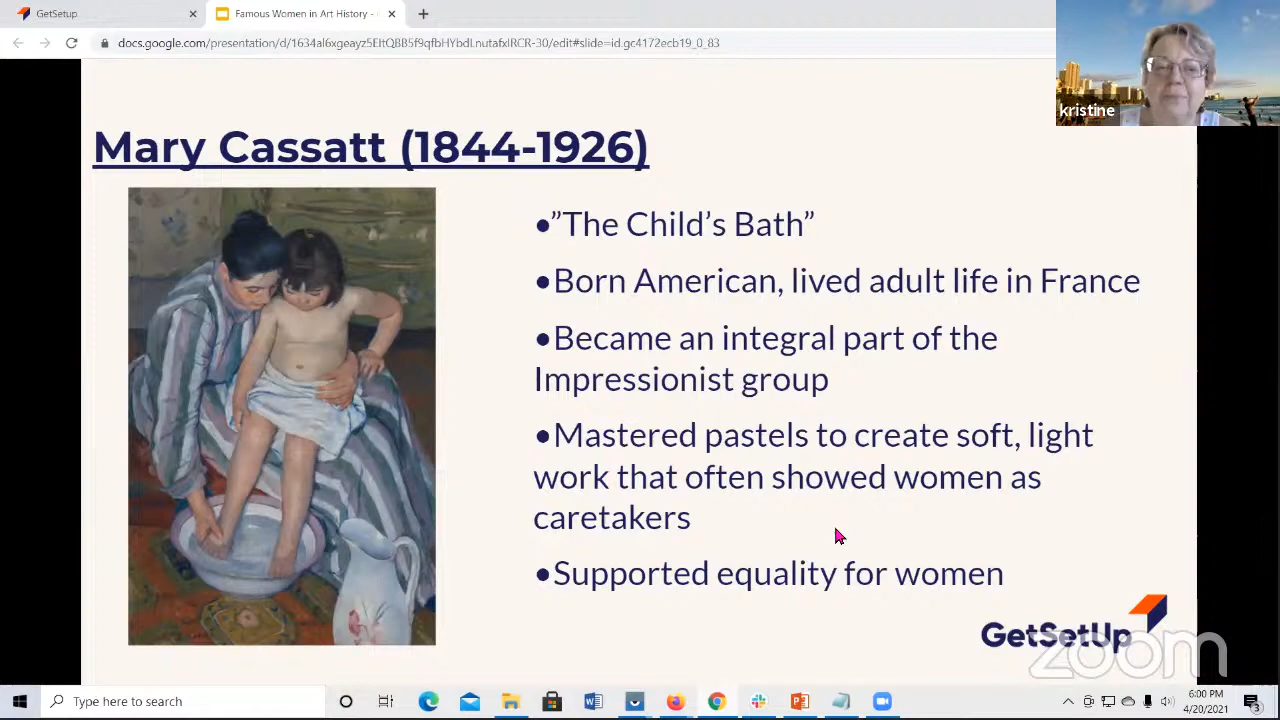 GetSetup
Famous Women in Art History -
docs.google.com/presentation/d/1634al6xgeayz5EItQBB5f9qfbHYbdLnutafxlRCR-30/edit#slide=id.gc4172ecb19_0_83
kristine
Mary Cassatt (1844-1926)
•”The Child’s Bath”
•Born American, lived adult life in France
•Became an integral part of the
Impressionist group
•Mastered pastels to create soft, light
work that often showed women as
caretakers
•Supported equality for women
GetSetUp
zoom
Type here to search
6:00 PM
4/20/2021
3